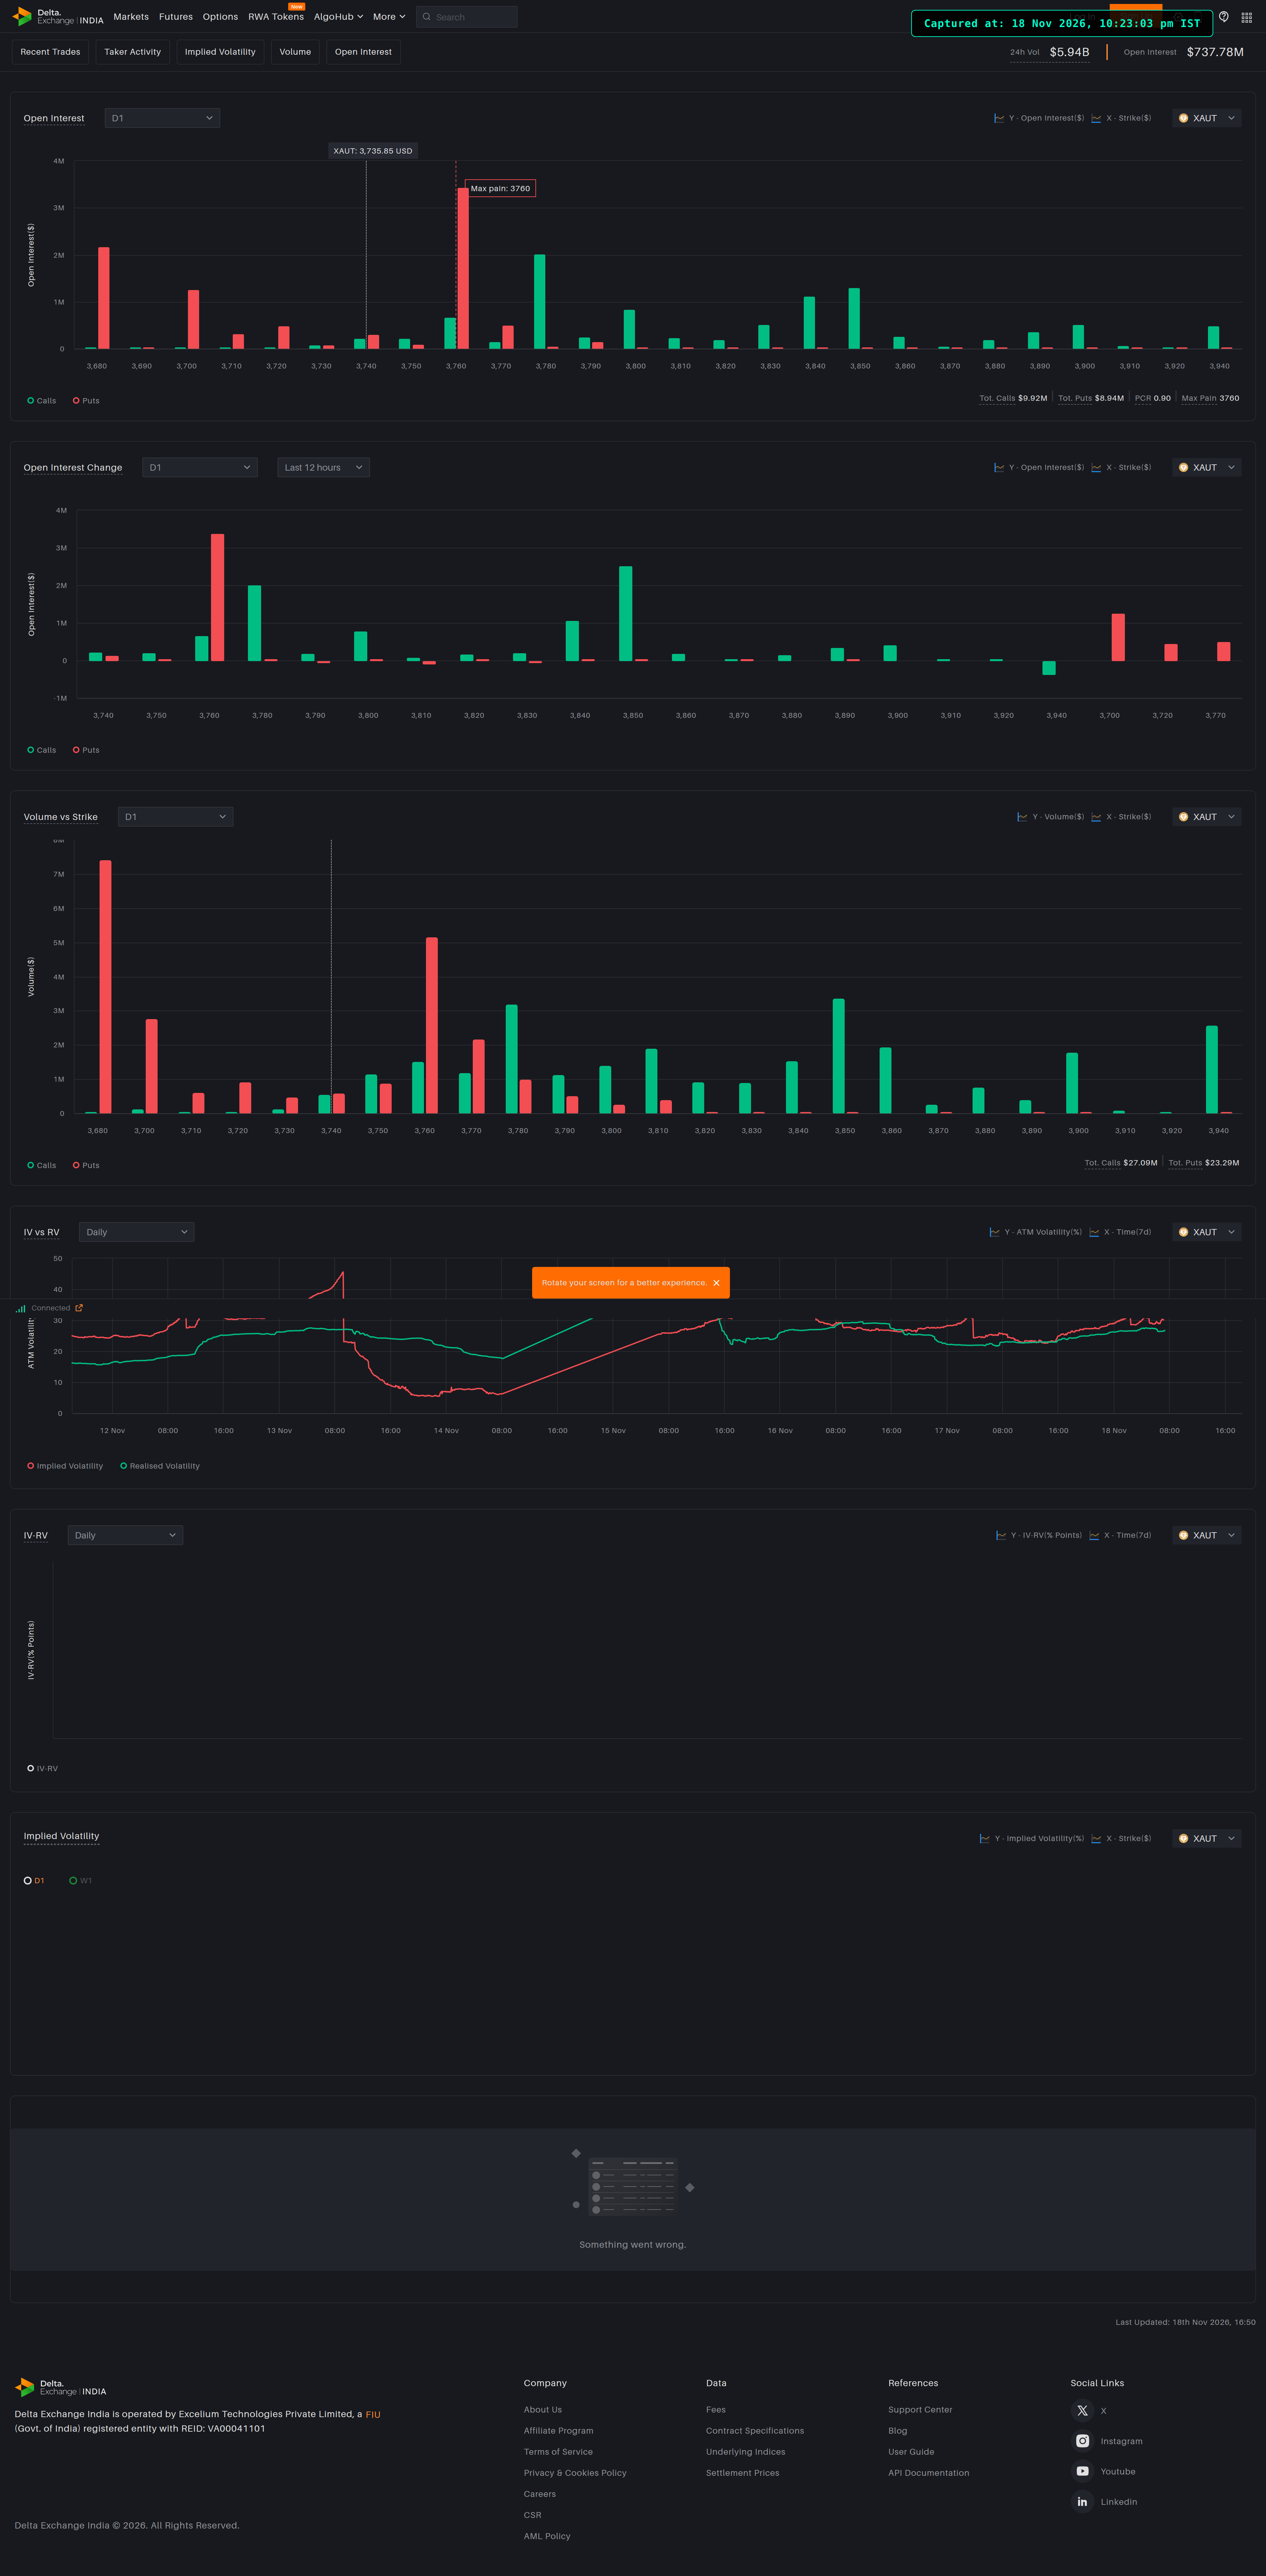 Delta.
Exchange | INDIA
Markets Futures Options RWA Tokens New AlgoHub More Search
Captured at: 18 Nov 2026, 10:23:03 pm IST
Recent Trades Taker Activity Implied Volatility Volume Open Interest
24h Vol $5.94B Open Interest $737.78M
Open Interest D1 Y - Open Interest($) X - Strike($) XAUT
XAUT: 3,735.85 USD
Max pain: 3760
4M
3M
2M
1M
0
Open Interest($)
3,680 3,690 3,700 3,710 3,720 3,730 3,740 3,750 3,760 3,770 3,780 3,790 3,800 3,810 3,820 3,830 3,840 3,850 3,860 3,870 3,880 3,890 3,900 3,910 3,920 3,940
Calls Puts
Tot. Calls $9.92M Tot. Puts $8.94M PCR 0.90 Max Pain 3760
Open Interest Change D1 Last 12 hours Y - Open Interest($) X - Strike($) XAUT
4M
3M
2M
1M
0
-1M
Open Interest($)
3,740 3,750 3,760 3,780 3,790 3,800 3,810 3,820 3,830 3,840 3,850 3,860 3,870 3,880 3,890 3,900 3,910 3,920 3,940 3,700 3,720 3,770
Calls Puts
Volume vs Strike D1 Y - Volume($) X - Strike($) XAUT
8M
7M
6M
5M
4M
3M
2M
1M
0
Volume($)
3,680 3,700 3,710 3,720 3,730 3,740 3,750 3,760 3,770 3,780 3,790 3,800 3,810 3,820 3,830 3,840 3,850 3,860 3,870 3,880 3,890 3,900 3,910 3,920 3,940
Calls Puts
Tot. Calls $27.09M Tot. Puts $23.29M
IV vs RV Daily Y - ATM Volatility(%) X - Time(7d) XAUT
50
40
Rotate your screen for a better experience.
Connected
30
20
10
0
ATM Volatilit
12 Nov 08:00 16:00 13 Nov 08:00 16:00 14 Nov 08:00 16:00 15 Nov 08:00 16:00 16 Nov 08:00 16:00 17 Nov 08:00 16:00 18 Nov 08:00 16:00
Implied Volatility Realised Volatility
IV-RV Daily Y - IV-RV(% Points) X - Time(7d) XAUT
IV-RV(% Points)
IV-RV
Implied Volatility Y - Implied Volatility(%) X - Strike($) XAUT
D1 W1
Something went wrong.
Last Updated: 18th Nov 2026, 16:50
Delta.
Exchange | INDIA
Delta Exchange India is operated by Excelium Technologies Private Limited, a FIU
(Govt. of India) registered entity with REID: VA00041101
Delta Exchange India © 2026. All Rights Reserved.
Company
About Us
Affiliate Program
Terms of Service
Privacy & Cookies Policy
Careers
CSR
AML Policy
Data
Fees
Contract Specifications
Underlying Indices
Settlement Prices
References
Support Center
Blog
User Guide
API Documentation
Social Links
X
Instagram
Youtube
Linkedin